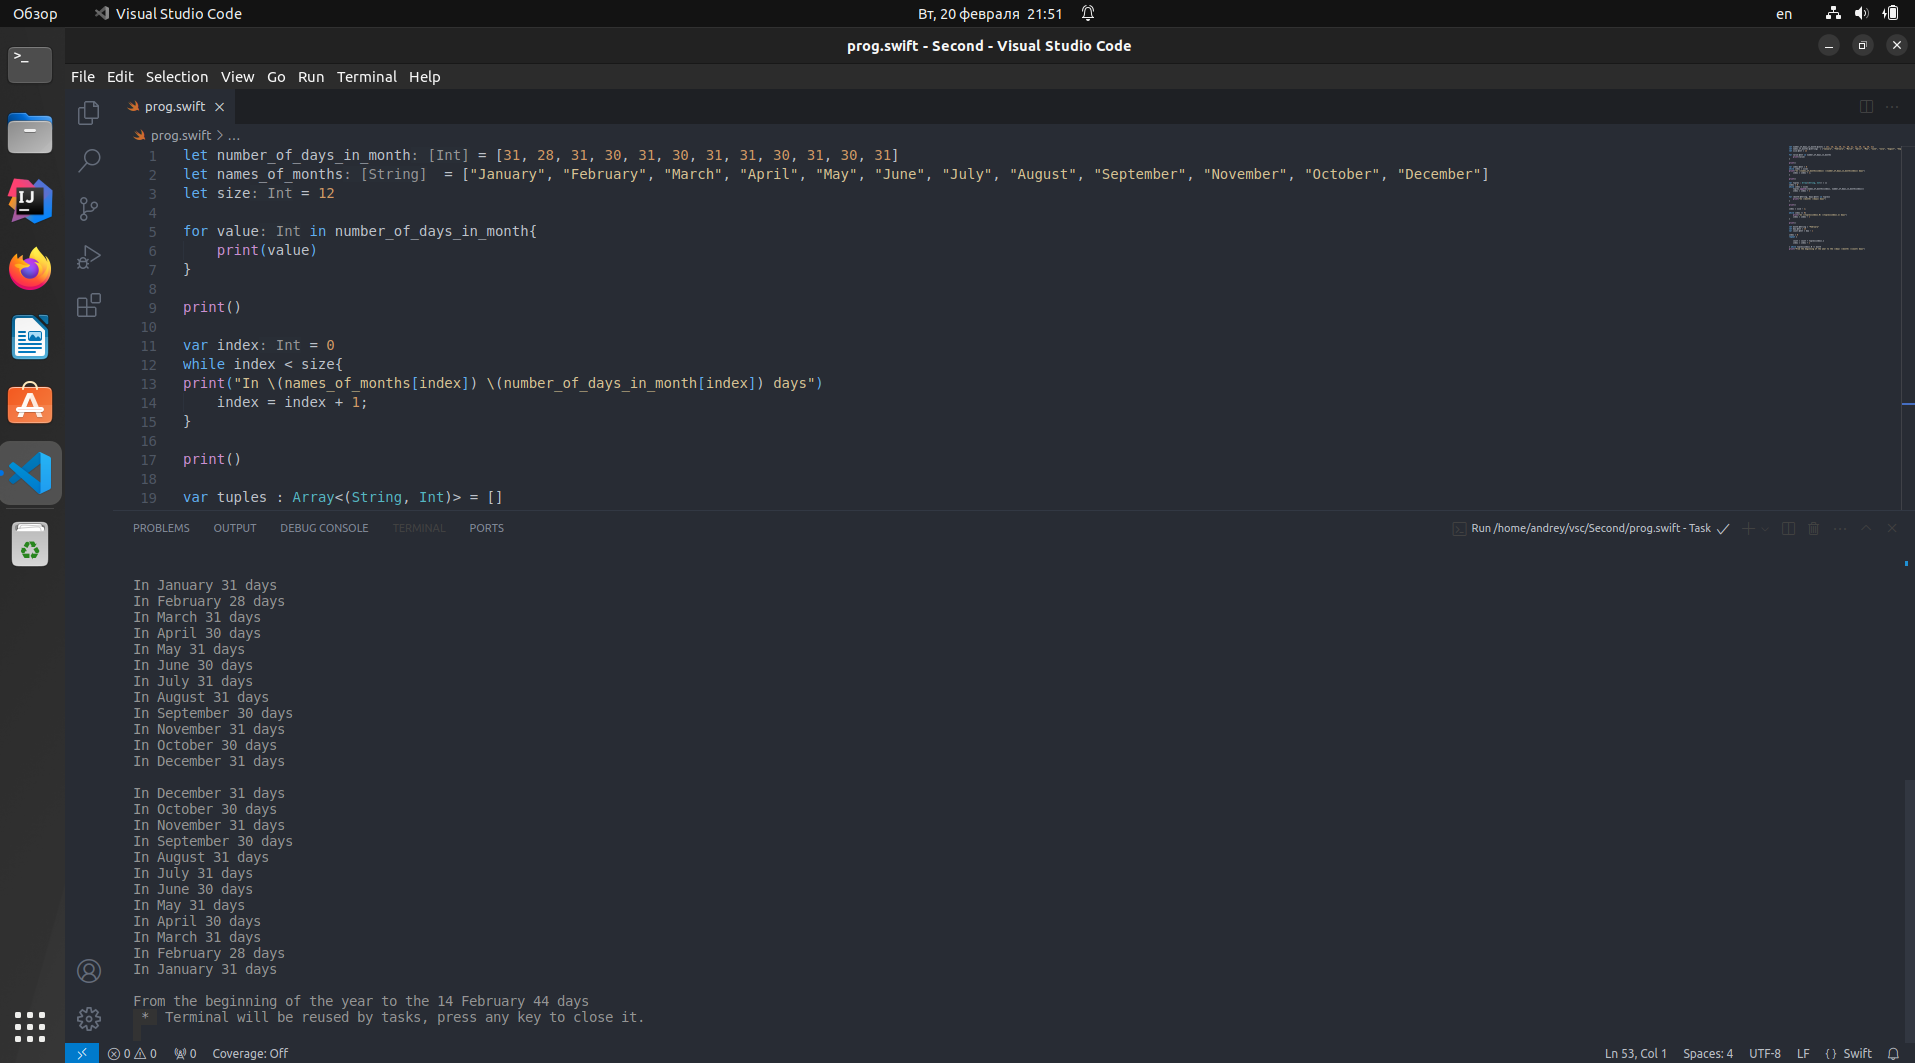 Обзор Visual Studio Code Вт, 20 февраля 21:51 en
prog.swift - Second - Visual Studio Code
File Edit Selection View Go Run Terminal Help
prog.swift
prog.swift > ...
1 let number_of_days_in_month: [Int] = [31, 28, 31, 30, 31, 30, 31, 31, 30, 31, 30, 31]
2 let names_of_months: [String]  = ["January", "February", "March", "April", "May", "June", "July", "August", "September", "November", "October", "December"]
3 let size: Int = 12
4
5 for value: Int in number_of_days_in_month{
6     print(value)
7 }
8
9 print()
10
11 var index: Int = 0
12 while index < size{
13 print("In \(names_of_months[index]) \(number_of_days_in_month[index]) days")
14     index = index + 1;
15 }
16
17 print()
18
19 var tuples : Array<(String, Int)> = []
PROBLEMS OUTPUT DEBUG CONSOLE TERMINAL PORTS Run /home/andrey/vsc/Second/prog.swift - Task
In January 31 days
In February 28 days
In March 31 days
In April 30 days
In May 31 days
In June 30 days
In July 31 days
In August 31 days
In September 30 days
In November 31 days
In October 30 days
In December 31 days
In December 31 days
In October 30 days
In November 31 days
In September 30 days
In August 31 days
In July 31 days
In June 30 days
In May 31 days
In April 30 days
In March 31 days
In February 28 days
In January 31 days
From the beginning of the year to the 14 February 44 days
 *  Terminal will be reused by tasks, press any key to close it.
0 0 0 Coverage: Off Ln 53, Col 1 Spaces: 4 UTF-8 LF {} Swift